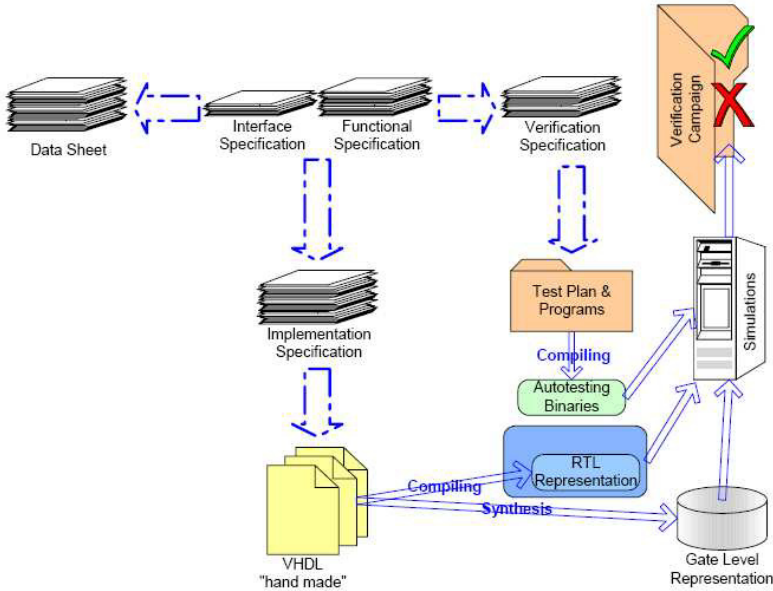 Data Sheet
Interface
Specification
Functional
Specification
Verification
Specification
Verification
Campaign
Implementation
Specification
Test Plan &
Programs
Simulations
Compiling
Autotesting
Binaries
RTL
Representation
Compiling
Synthesis
VHDL
"hand made"
Gate Level
Representation